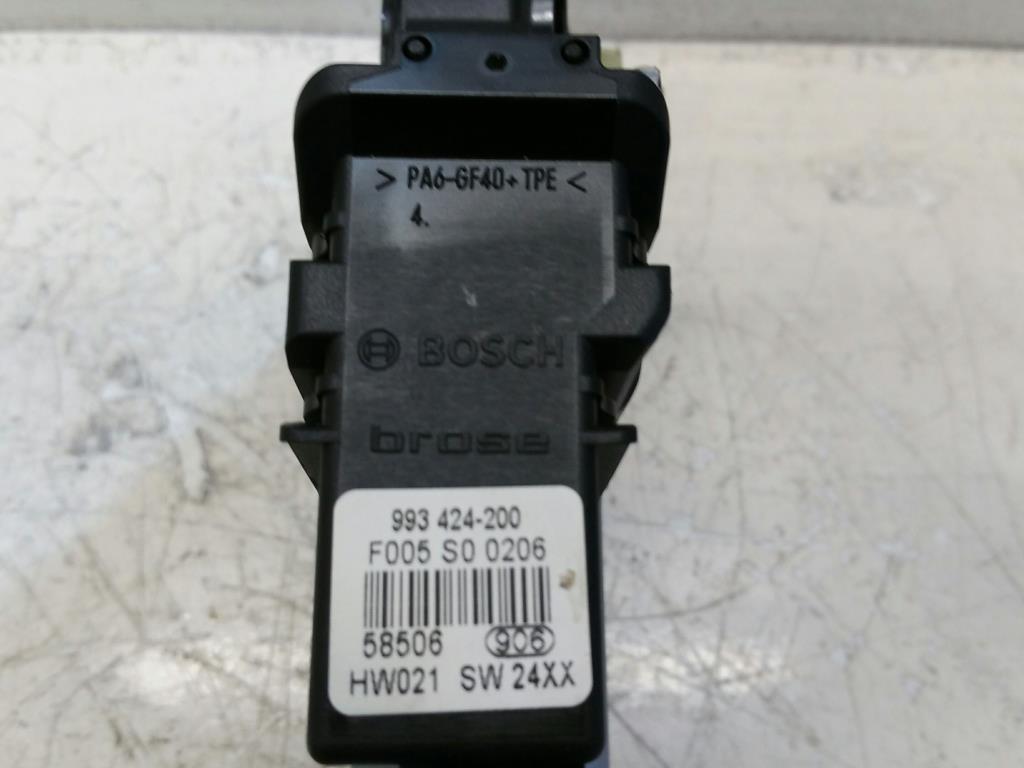 > PA6-GF40+TPE <
4.
BOSCH
brose
993 424-200
F005 S0 0206
58506 906
HW021 SW 24XX